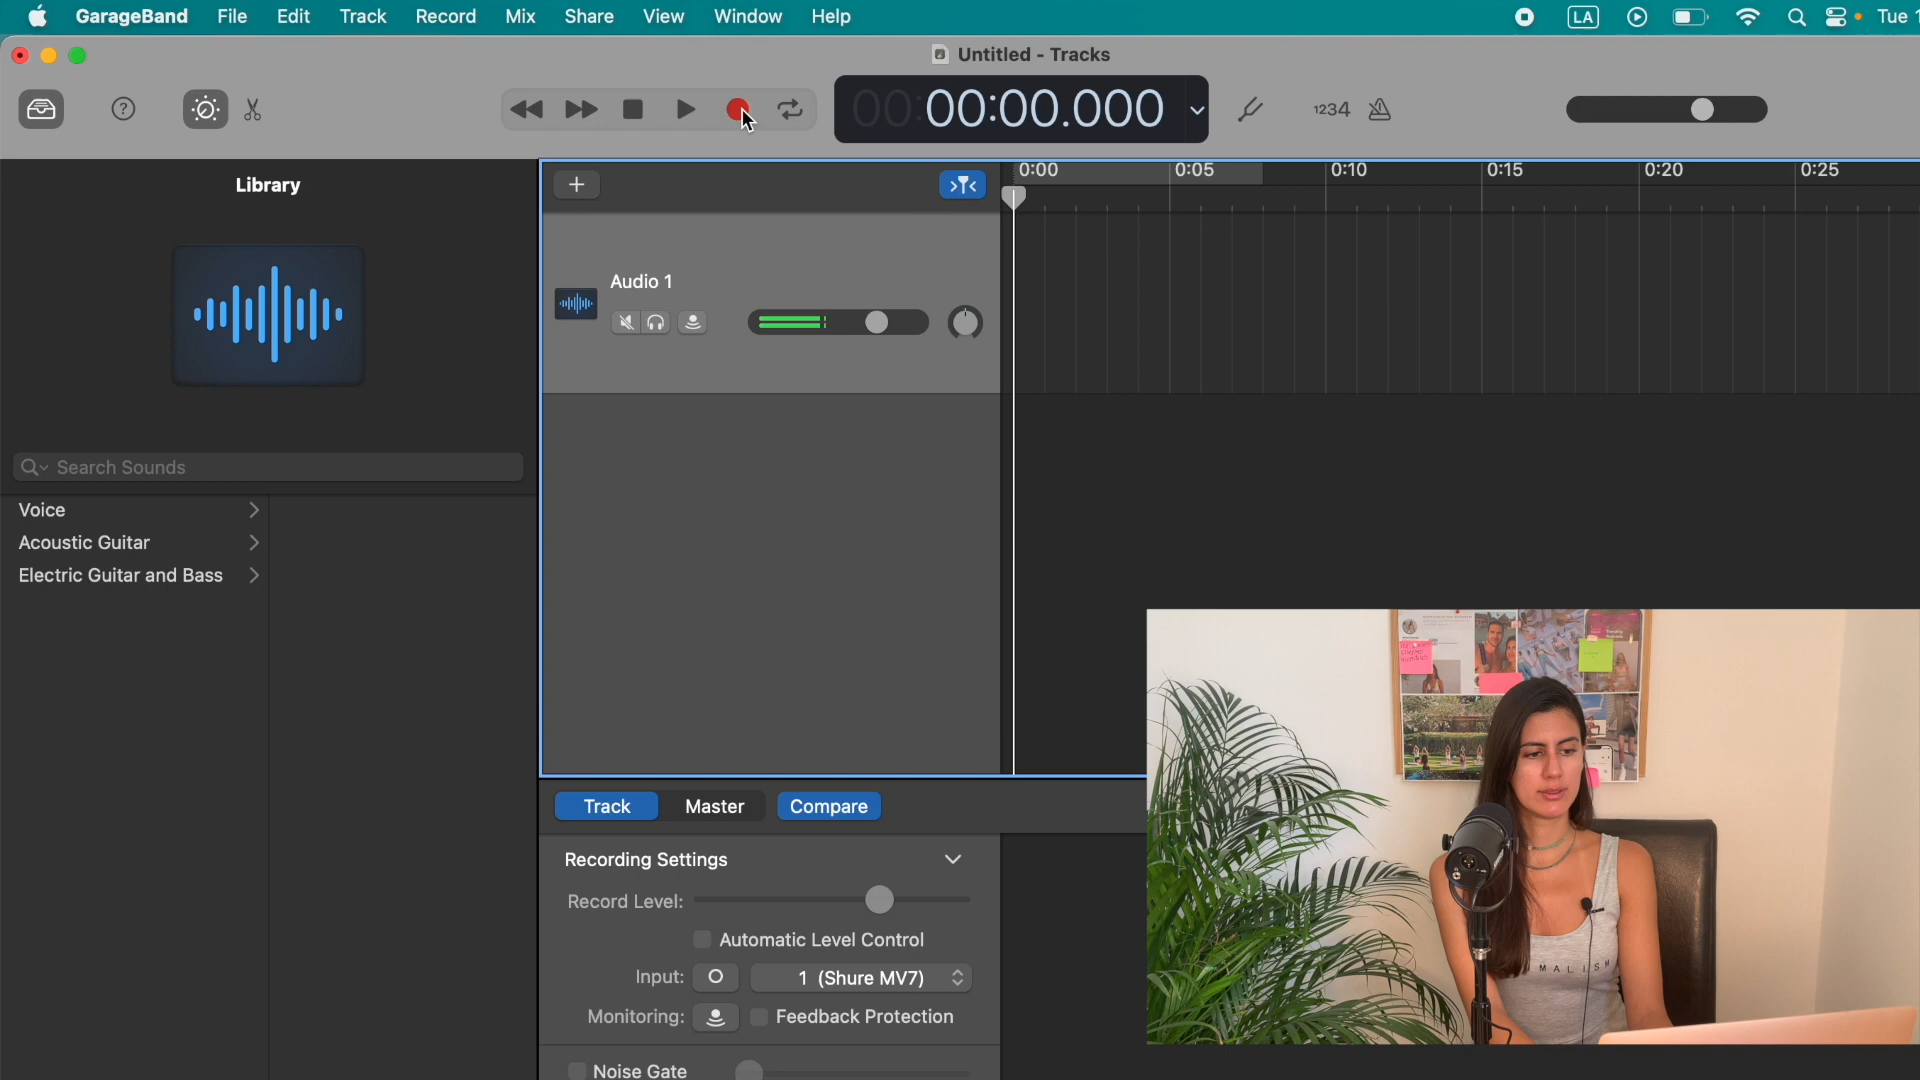 GarageBand File Edit Track Record Mix Share View Window Help LA Tue
Untitled - Tracks
00:00:00.000
1234
Library
0:00 0:05 0:10 0:15 0:20 0:25
Audio 1
Search Sounds
Voice
Acoustic Guitar
Electric Guitar and Bass
Track Master Compare
Recording Settings
Record Level:
Automatic Level Control
Input: 1 (Shure MV7)
Monitoring: Feedback Protection
Noise Gate
MALISM